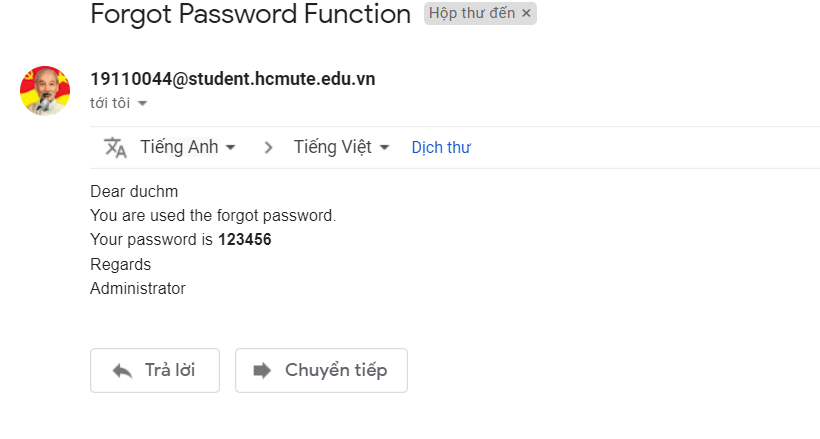 Forgot Password Function Hộp thư đến ×
19110044@student.hcmute.edu.vn
tới tôi
Tiếng Anh > Tiếng Việt Dịch thư
Dear duchm
You are used the forgot password.
Your password is 123456
Regards
Administrator
Trả lời Chuyển tiếp